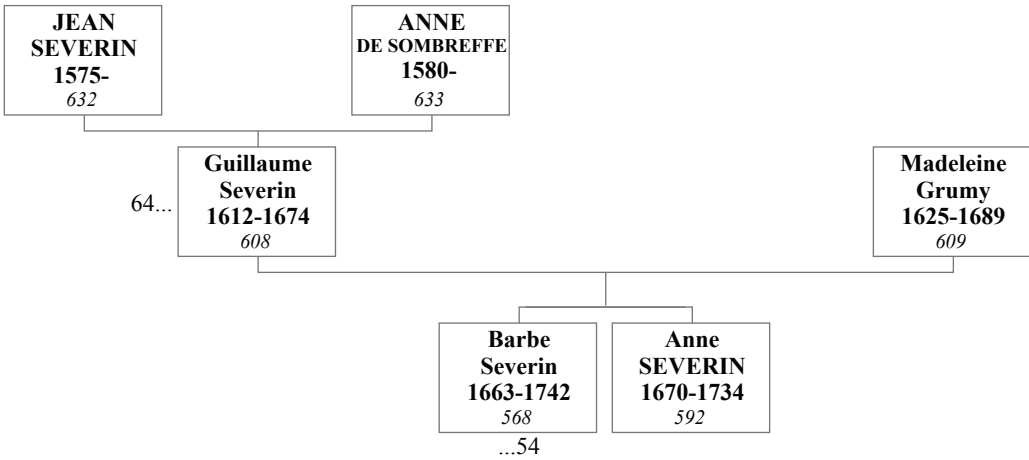 JEAN
SEVERIN
1575-
632
ANNE
DE SOMBREFFE
1580-
633
64...
Guillaume
Severin
1612-1674
608
Madeleine
Grumy
1625-1689
609
Barbe
Severin
1663-1742
568
...54
Anne
SEVERIN
1670-1734
592